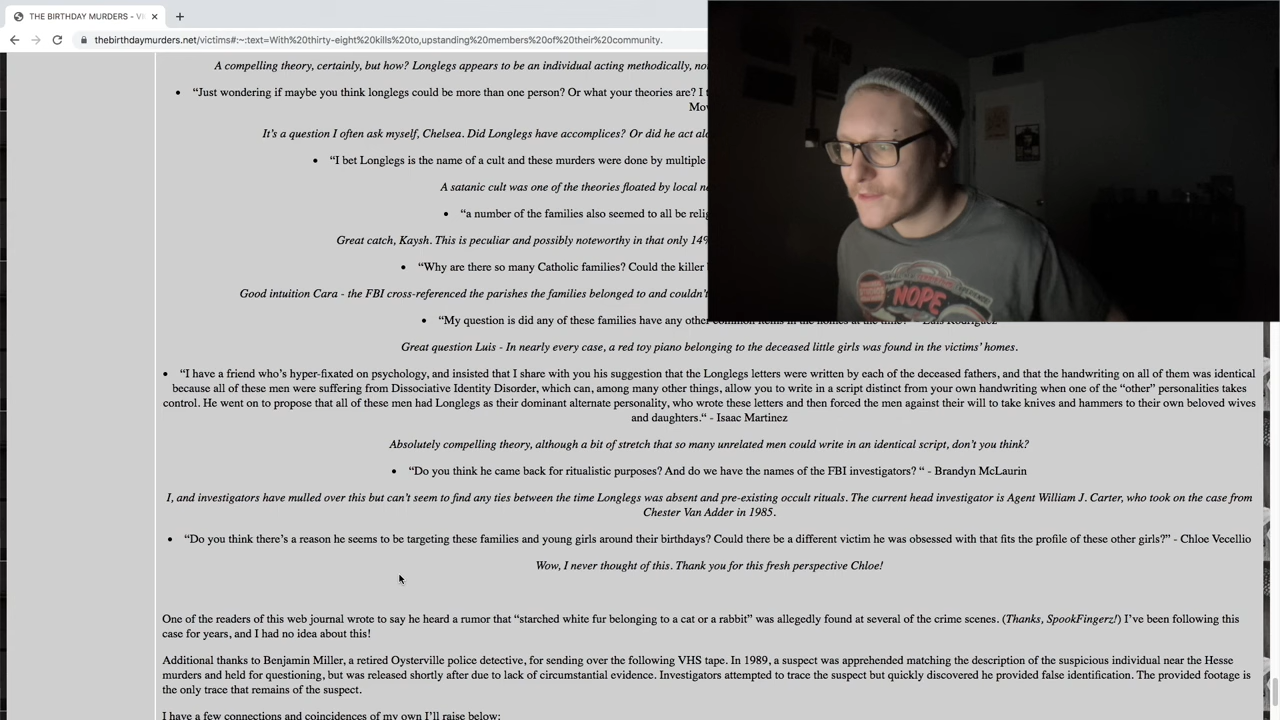 THE BIRTHDAY MURDERS - V
thebirthdaymurders.net/victims#:~:text=With%20thirty-eight%20kills%20to,upstanding%20members%20of%20their%20community.
A compelling theory, certainly, but how? Longlegs appears to be an individual acting methodically,
• “Just wondering if maybe you think longlegs could be more than one person? Or what your theories are? I
It’s a question I often ask myself, Chelsea. Did Longlegs have accomplices? Or did he act
• “I bet Longlegs is the name of a cult and these murders were done by multiple
A satanic cult was one of the theories floated by local
• “a number of the families also seemed to all be
NOPE
Great catch, Kaysh. This is peculiar and possibly noteworthy in that only 14%
• “Why are there so many Catholic families? Could the killer
Good intuition Cara - the FBI cross-referenced the parishes the families belonged to and couldn’t
• “My question is did any of these families have any other common items in the homes at the time?” - Luis Rodriguez
Great question Luis - In nearly every case, a red toy piano belonging to the deceased little girls was found in the victims’ homes.
• “I have a friend who’s hyper-fixated on psychology, and insisted that I share with you his suggestion that the Longlegs letters were written by each of the deceased fathers, and that the handwriting on all of them was identical
because all of these men were suffering from Dissociative Identity Disorder, which can, among many other things, allow you to write in a script distinct from your own handwriting when one of the “other” personalities takes
control. He went on to propose that all of these men had Longlegs as their dominant alternate personality, who wrote these letters and then forced the men against their will to take knives and hammers to their own beloved wives
and daughters.“ - Isaac Martinez
Absolutely compelling theory, although a bit of stretch that so many unrelated men could write in an identical script, don’t you think?
• “Do you think he came back for ritualistic purposes? And do we have the names of the FBI investigators? “ - Brandyn McLaurin
I, and investigators have mulled over this but can’t seem to find any ties between the time Longlegs was absent and pre-existing occult rituals. The current head investigator is Agent William J. Carter, who took on the case from
Chester Van Adder in 1985.
• “Do you think there’s a reason he seems to be targeting these families and young girls around their birthdays? Could there be a different victim he was obsessed with that fits the profile of these other girls?” - Chloe Vecellio
Wow, I never thought of this. Thank you for this fresh perspective Chloe!
One of the readers of this web journal wrote to say he heard a rumor that “starched white fur belonging to a cat or a rabbit” was allegedly found at several of the crime scenes. (Thanks, SpookFingerz!) I’ve been following this
case for years, and I had no idea about this!
Additional thanks to Benjamin Miller, a retired Oysterville police detective, for sending over the following VHS tape. In 1989, a suspect was apprehended matching the description of the suspicious individual near the Hesse
murders and held for questioning, but was released shortly after due to lack of circumstantial evidence. Investigators attempted to trace the suspect but quickly discovered he provided false identification. The provided footage is
the only trace that remains of the suspect.
I have a few connections and coincidences of my own I’ll raise below: